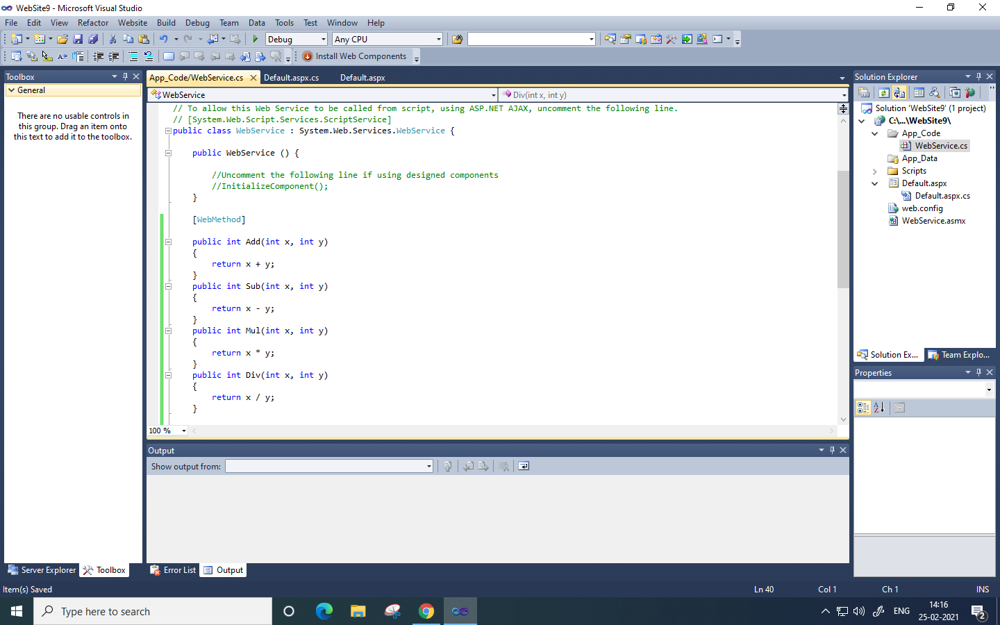 WebSite9 - Microsoft Visual Studio
File Edit View Refactor Website Build Debug Team Data Tools Test Window Help
Debug Any CPU
Install Web Components
Toolbox
General
There are no usable controls in
this group. Drag an item onto
this text to add it to the toolbox.
Server Explorer Toolbox
App_Code/WebService.cs Default.aspx.cs Default.aspx
WebService Div(int x, int y)
// To allow this Web Service to be called from script, using ASP.NET AJAX, uncomment the following line.
// [System.Web.Script.Services.ScriptService]
public class WebService : System.Web.Services.WebService {
public WebService () {
//Uncomment the following line if using designed components
//InitializeComponent();
}
[WebMethod]
public int Add(int x, int y)
{
return x + y;
}
public int Sub(int x, int y)
{
return x - y;
}
public int Mul(int x, int y)
{
return x * y;
}
public int Div(int x, int y)
{
return x / y;
}
100 %
Output
Show output from:
Error List Output
Solution Explorer
Solution 'WebSite9' (1 project)
C:\...\WebSite9\
App_Code
WebService.cs
App_Data
Scripts
Default.aspx
Default.aspx.cs
web.config
WebService.asmx
Solution Ex... Team Explo...
Properties
Item(s) Saved Ln 40 Col 1 Ch 1 INS
Type here to search
ENG
14:16
25-02-2021
2